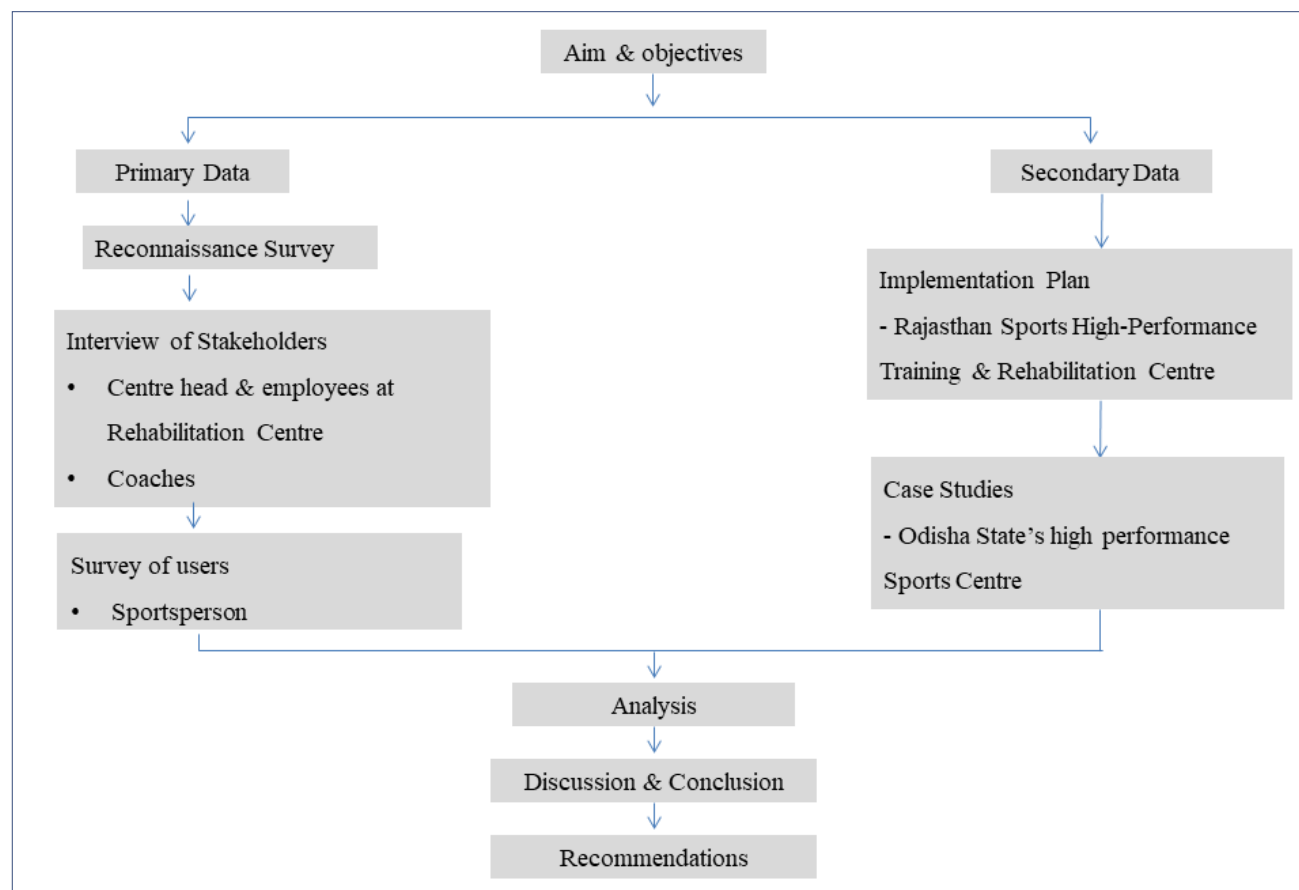 Aim & objectives
Primary Data
Secondary Data
Reconnaissance Survey
Interview of Stakeholders
• Centre head & employees at
Rehabilitation Centre
• Coaches
Survey of users
• Sportsperson
Implementation Plan
- Rajasthan Sports High-Performance
Training & Rehabilitation Centre
Case Studies
- Odisha State’s high performance
Sports Centre
Analysis
Discussion & Conclusion
Recommendations